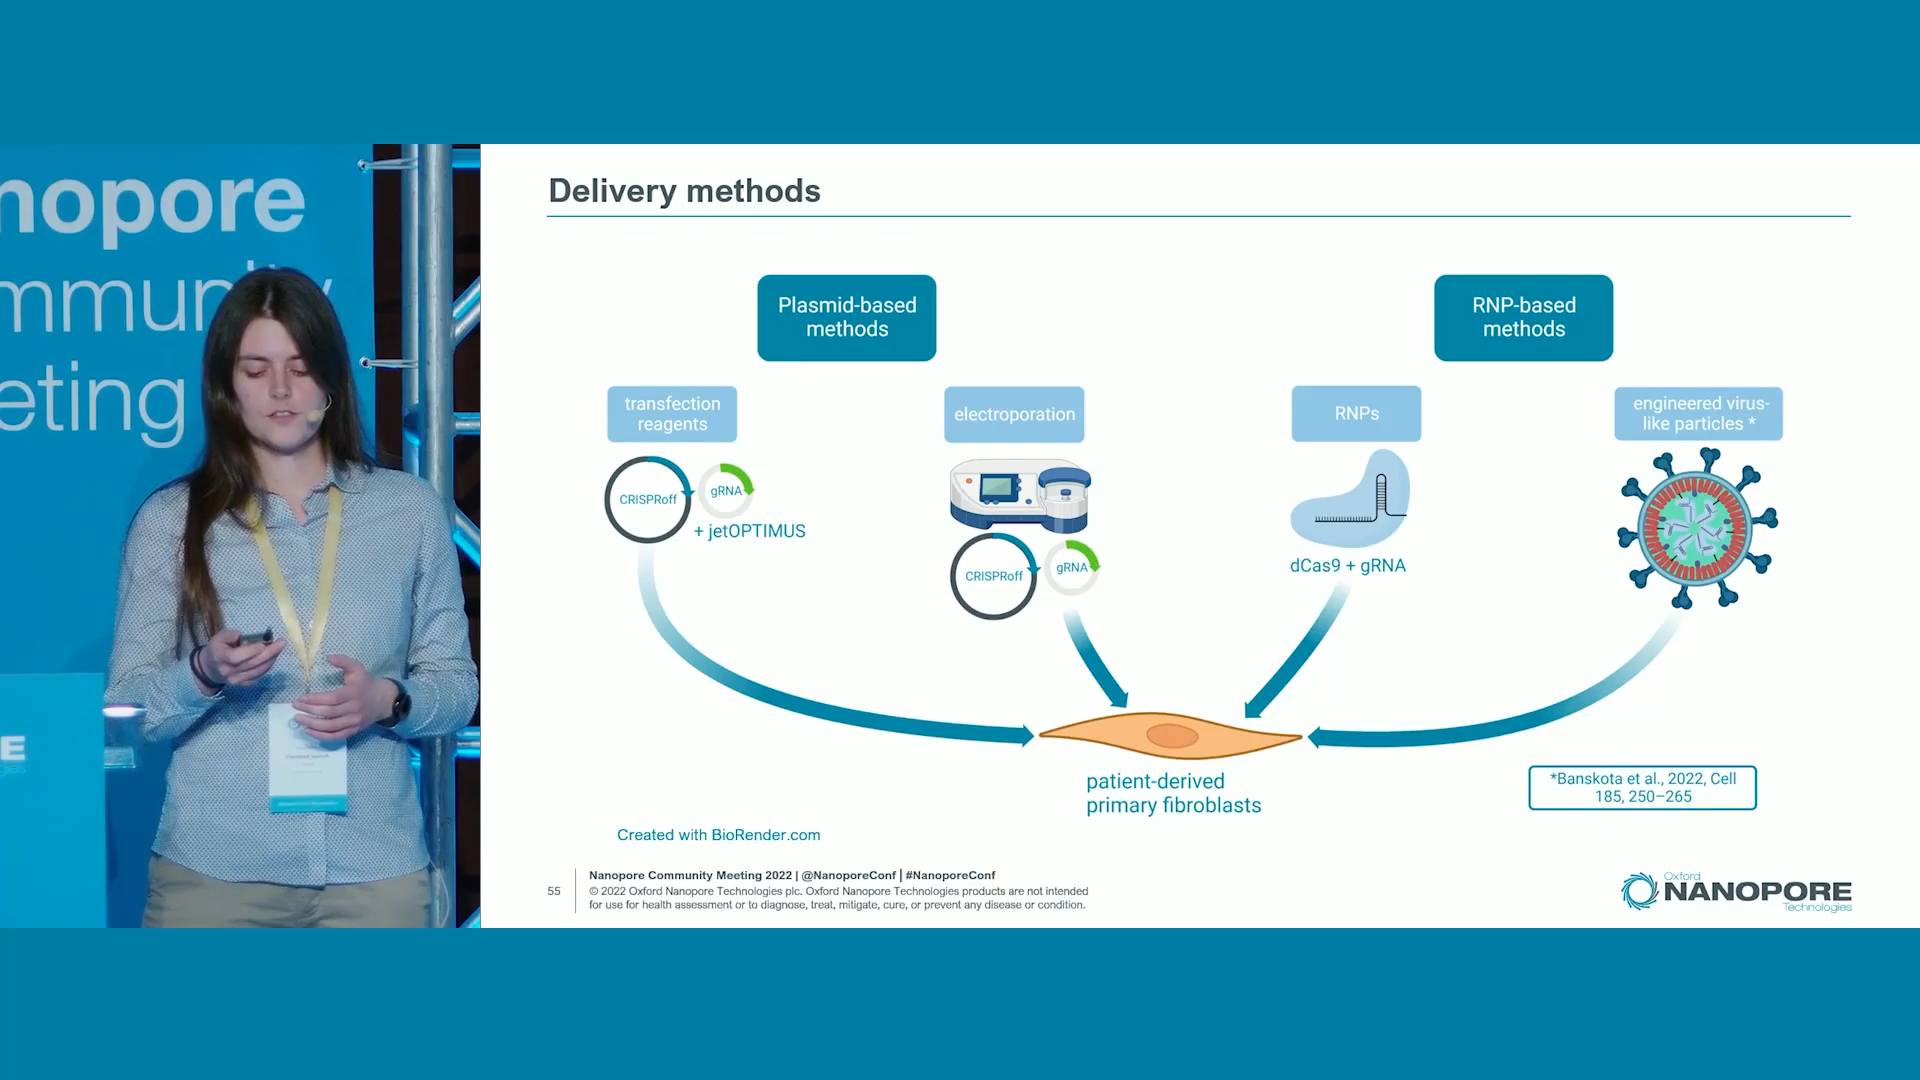 nopore
mmunity
eting
E
Delivery methods
Plasmid-based
methods
RNP-based
methods
transfection
reagents
electroporation
RNPs
engineered virus-
like particles *
CRISPRoff
gRNA
+ jetOPTIMUS
CRISPRoff
gRNA
dCas9 + gRNA
patient-derived
primary fibroblasts
*Banskota et al., 2022, Cell
185, 250–265
Created with BioRender.com
55
Nanopore Community Meeting 2022 | @NanoporeConf | #NanoporeConf
© 2022 Oxford Nanopore Technologies plc. Oxford Nanopore Technologies products are not intended
for use for health assessment or to diagnose, treat, mitigate, cure, or prevent any disease or condition.
Oxford
NANOPORE
Technologies